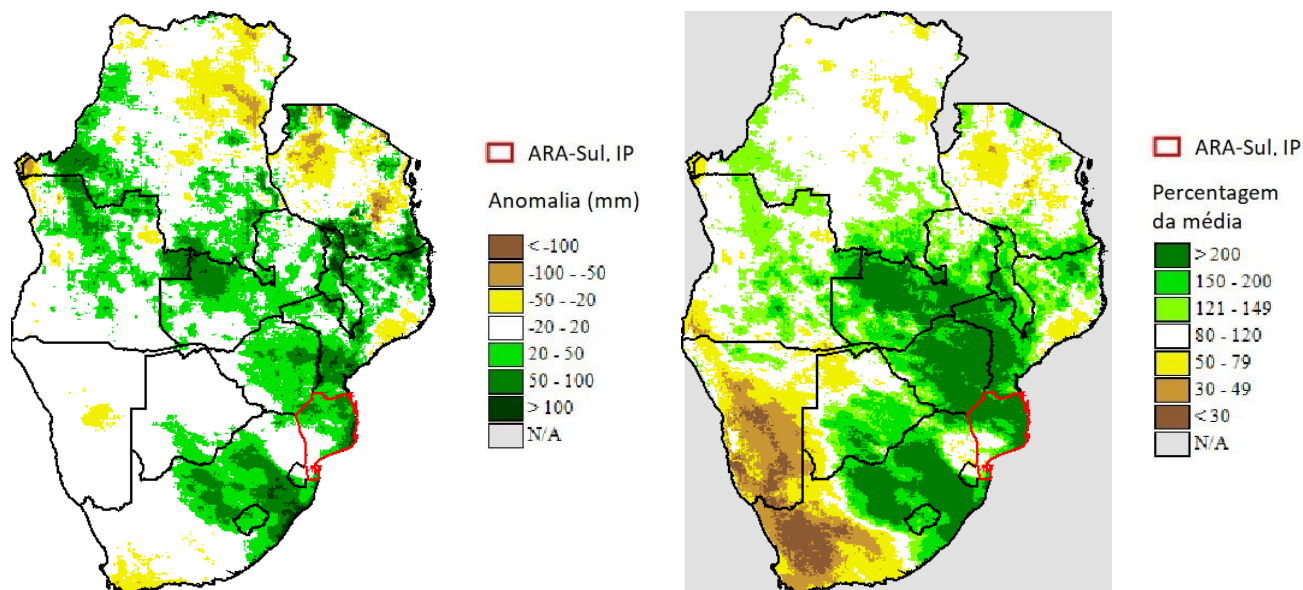 ARA-Sul, IP
Anomalia (mm)
< -100
-100 - -50
-50 - -20
-20 - 20
20 - 50
50 - 100
> 100
N/A
ARA-Sul, IP
Percentagem
da média
> 200
150 - 200
121 - 149
80 - 120
50 - 79
30 - 49
< 30
N/A